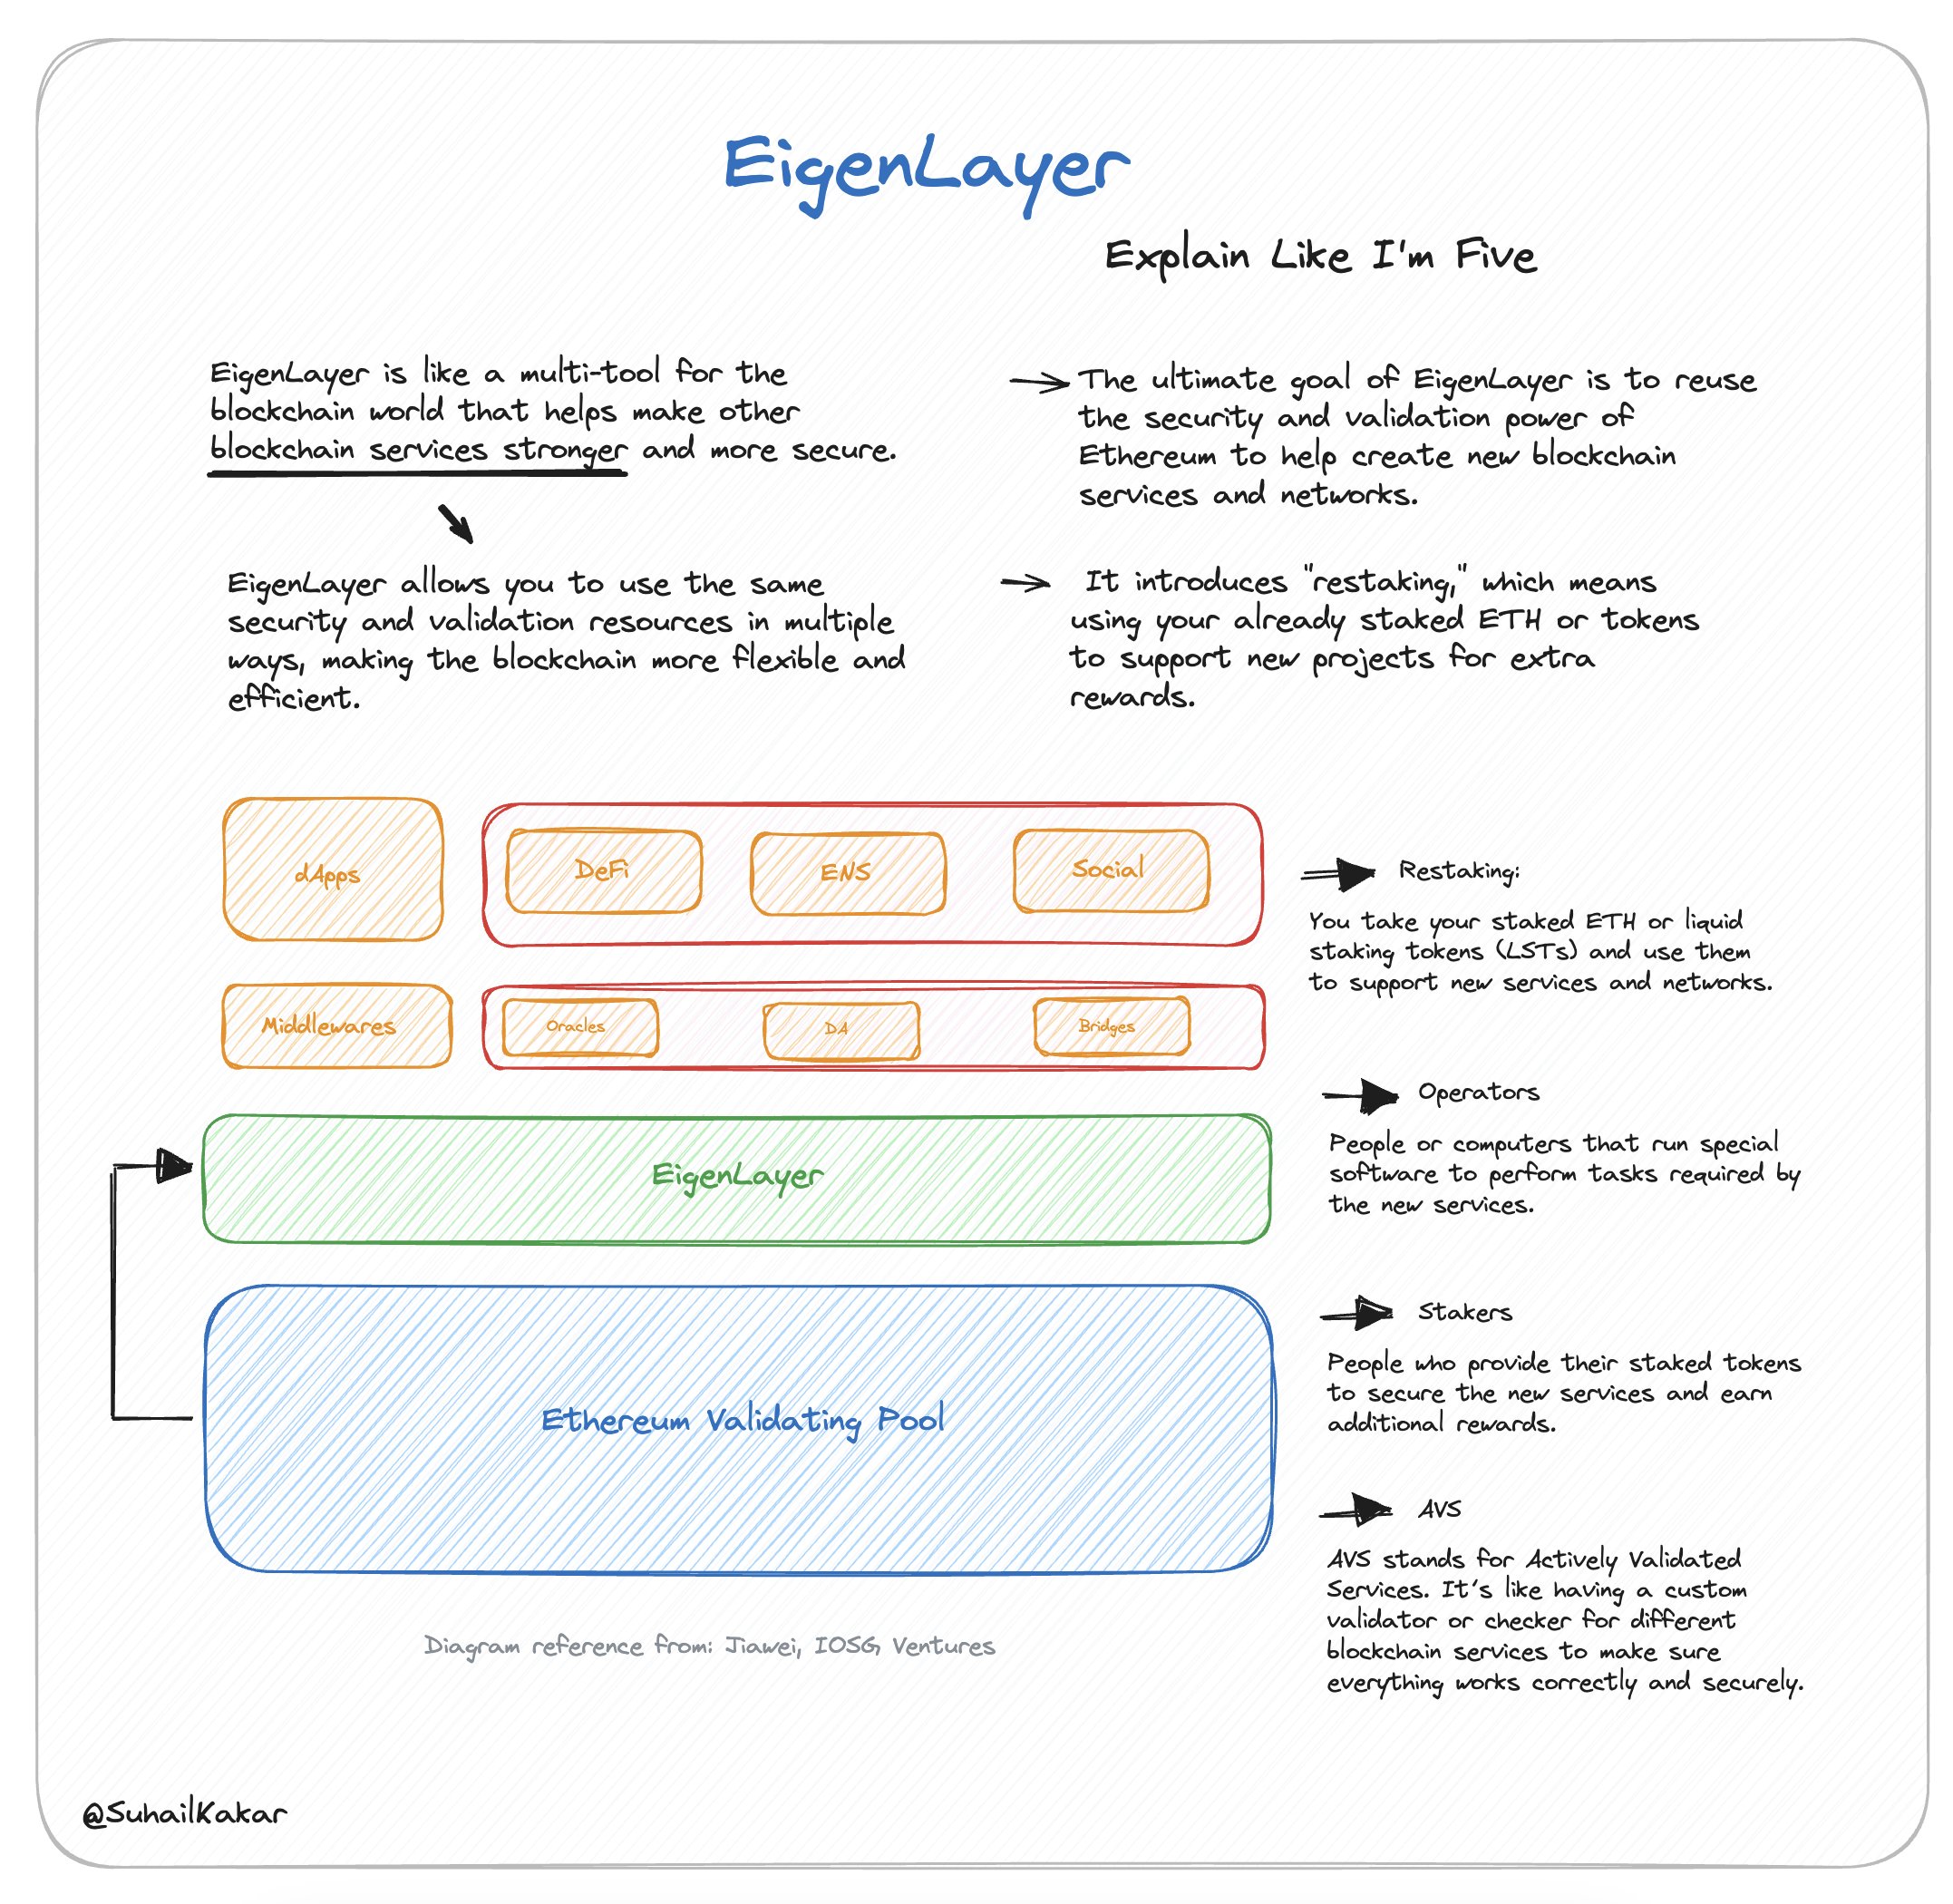 EigenLayer
Explain Like I'm Five
EigenLayer is like a multi-tool for the
blockchain world that helps make other
blockchain services stronger and more secure.
EigenLayer allows you to use the same
security and validation resources in multiple
ways, making the blockchain more flexible and
efficient.
The ultimate goal of EigenLayer is to reuse
the security and validation power of
Ethereum to help create new blockchain
services and networks.
It introduces "restaking," which means
using your already staked ETH or tokens
to support new projects for extra
rewards.
dApps
DeFi
ENS
Social
Middlewares
Oracles
DA
Bridges
EigenLayer
Ethereum Validating Pool
Diagram reference from: Jiawei, IOSG Ventures
Restaking:
You take your staked ETH or liquid
staking tokens (LSTs) and use them
to support new services and networks.
Operators
People or computers that run special
software to perform tasks required by
the new services.
Stakers
People who provide their staked tokens
to secure the new services and earn
additional rewards.
AVS
AVS stands for Actively Validated
Services. It's like having a custom
validator or checker for different
blockchain services to make sure
everything works correctly and securely.
@SuhailKakar